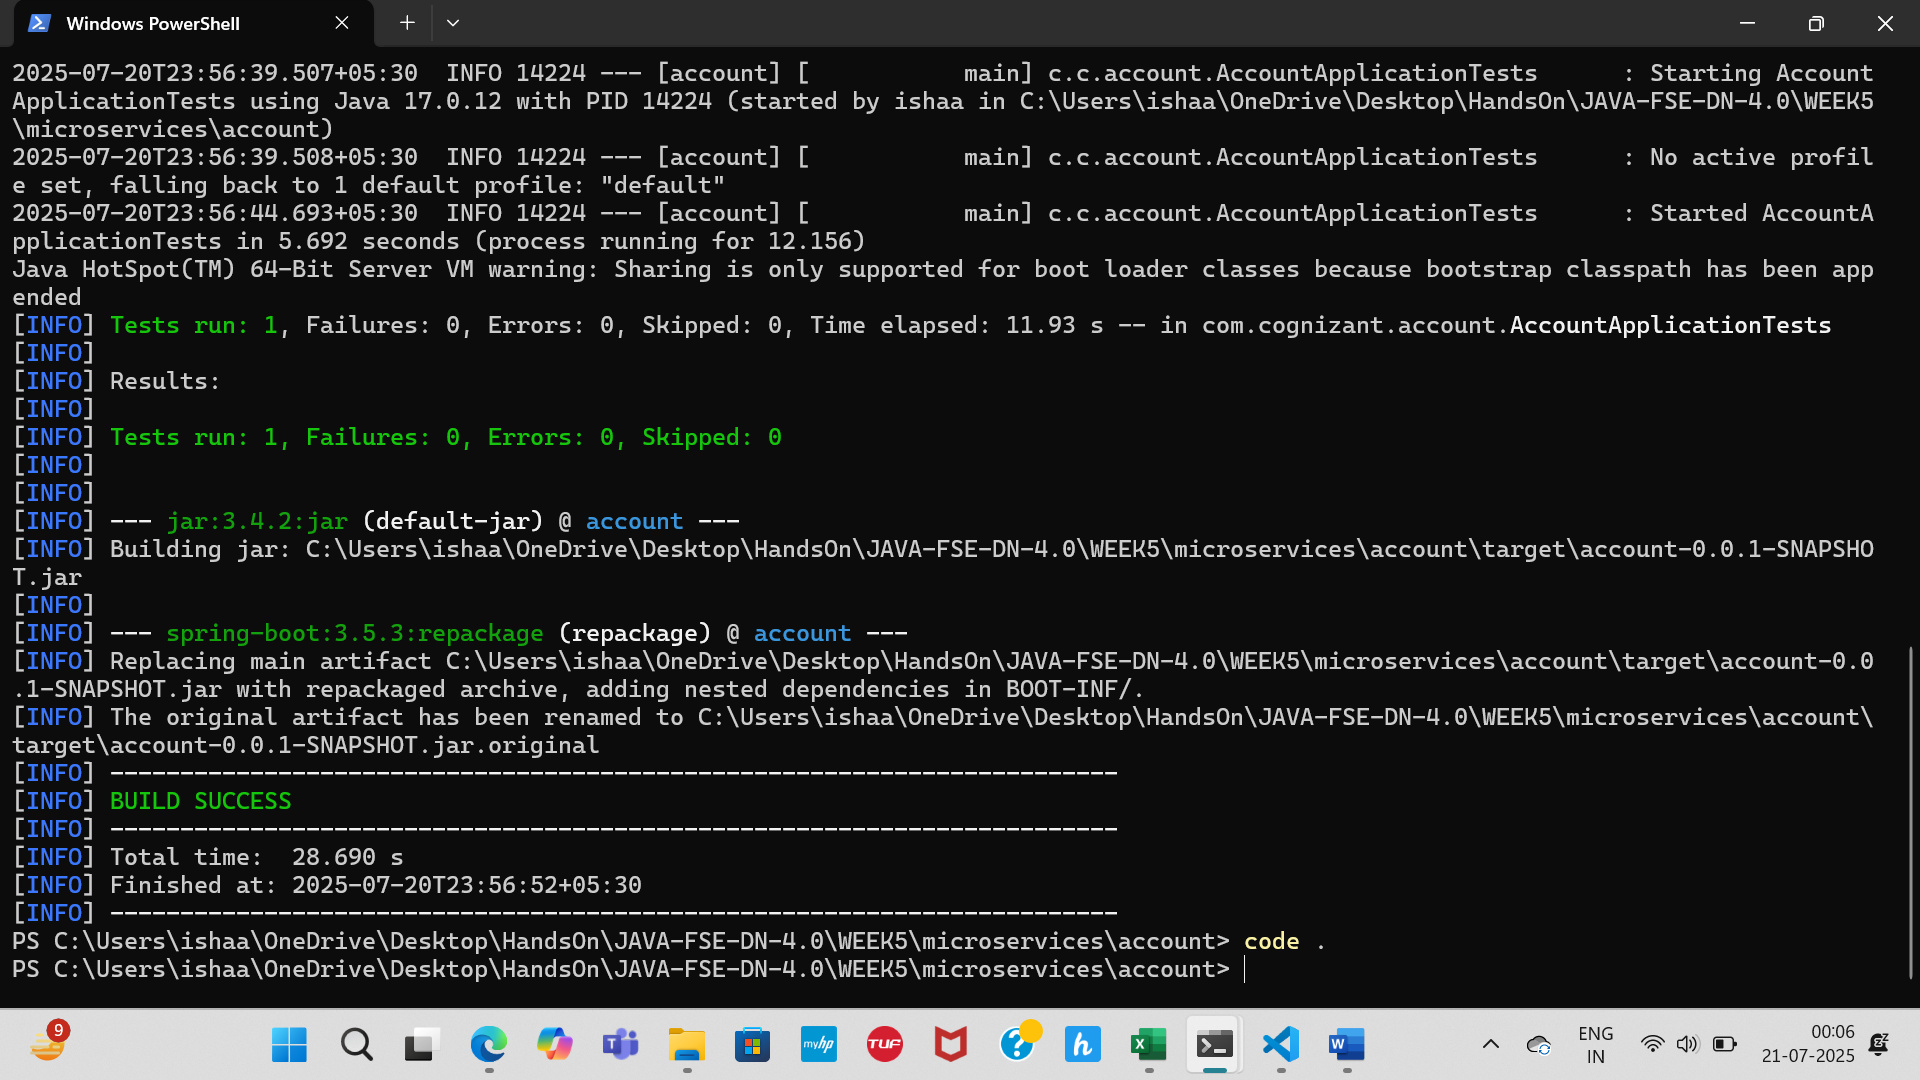 Windows PowerShell
2025-07-20T23:56:39.507+05:30  INFO 14224 --- [account] [           main] c.c.account.AccountApplicationTests      : Starting Account
ApplicationTests using Java 17.0.12 with PID 14224 (started by ishaa in C:\Users\ishaa\OneDrive\Desktop\HandsOn\JAVA-FSE-DN-4.0\WEEK5
\microservices\account)
2025-07-20T23:56:39.508+05:30  INFO 14224 --- [account] [           main] c.c.account.AccountApplicationTests      : No active profil
e set, falling back to 1 default profile: "default"
2025-07-20T23:56:44.693+05:30  INFO 14224 --- [account] [           main] c.c.account.AccountApplicationTests      : Started AccountA
pplicationTests in 5.692 seconds (process running for 12.156)
Java HotSpot(TM) 64-Bit Server VM warning: Sharing is only supported for boot loader classes because bootstrap classpath has been app
ended
[INFO] Tests run: 1, Failures: 0, Errors: 0, Skipped: 0, Time elapsed: 11.93 s -- in com.cognizant.account.AccountApplicationTests
[INFO]
[INFO] Results:
[INFO]
[INFO] Tests run: 1, Failures: 0, Errors: 0, Skipped: 0
[INFO]
[INFO]
[INFO] --- jar:3.4.2:jar (default-jar) @ account ---
[INFO] Building jar: C:\Users\ishaa\OneDrive\Desktop\HandsOn\JAVA-FSE-DN-4.0\WEEK5\microservices\account\target\account-0.0.1-SNAPSHO
T.jar
[INFO]
[INFO] --- spring-boot:3.5.3:repackage (repackage) @ account ---
[INFO] Replacing main artifact C:\Users\ishaa\OneDrive\Desktop\HandsOn\JAVA-FSE-DN-4.0\WEEK5\microservices\account\target\account-0.0
.1-SNAPSHOT.jar with repackaged archive, adding nested dependencies in BOOT-INF/.
[INFO] The original artifact has been renamed to C:\Users\ishaa\OneDrive\Desktop\HandsOn\JAVA-FSE-DN-4.0\WEEK5\microservices\account\
target\account-0.0.1-SNAPSHOT.jar.original
[INFO] ------------------------------------------------------------------------
[INFO] BUILD SUCCESS
[INFO] ------------------------------------------------------------------------
[INFO] Total time:  28.690 s
[INFO] Finished at: 2025-07-20T23:56:52+05:30
[INFO] ------------------------------------------------------------------------
PS C:\Users\ishaa\OneDrive\Desktop\HandsOn\JAVA-FSE-DN-4.0\WEEK5\microservices\account> code .
PS C:\Users\ishaa\OneDrive\Desktop\HandsOn\JAVA-FSE-DN-4.0\WEEK5\microservices\account>
9
T
myhp
TUF
?
h
X
W
ENG
IN
00:06
21-07-2025